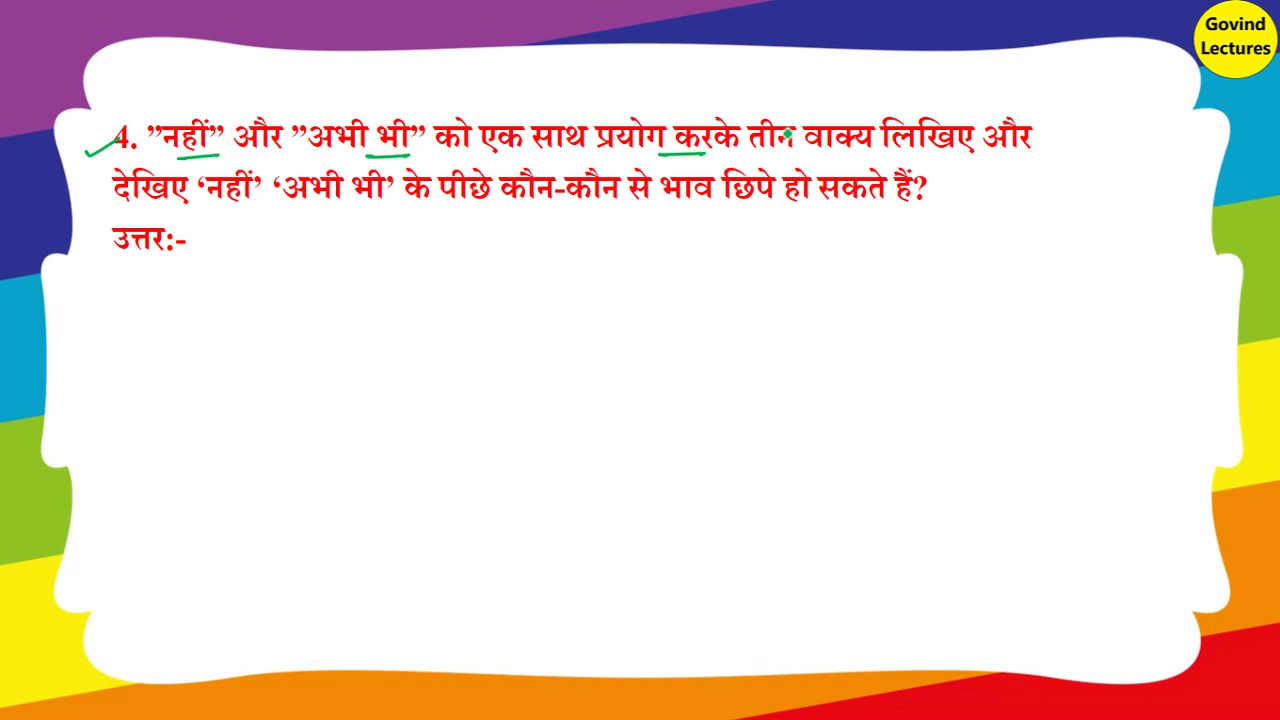 Govind
Lectures
4. ”नहीं” और ”अभी भी” को एक साथ प्रयोग करके तीन वाक्य लिखिए और
देखिए ‘नहीं’ ‘अभी भी’ के पीछे कौन-कौन से भाव छिपे हो सकते हैं?
उत्तर:-